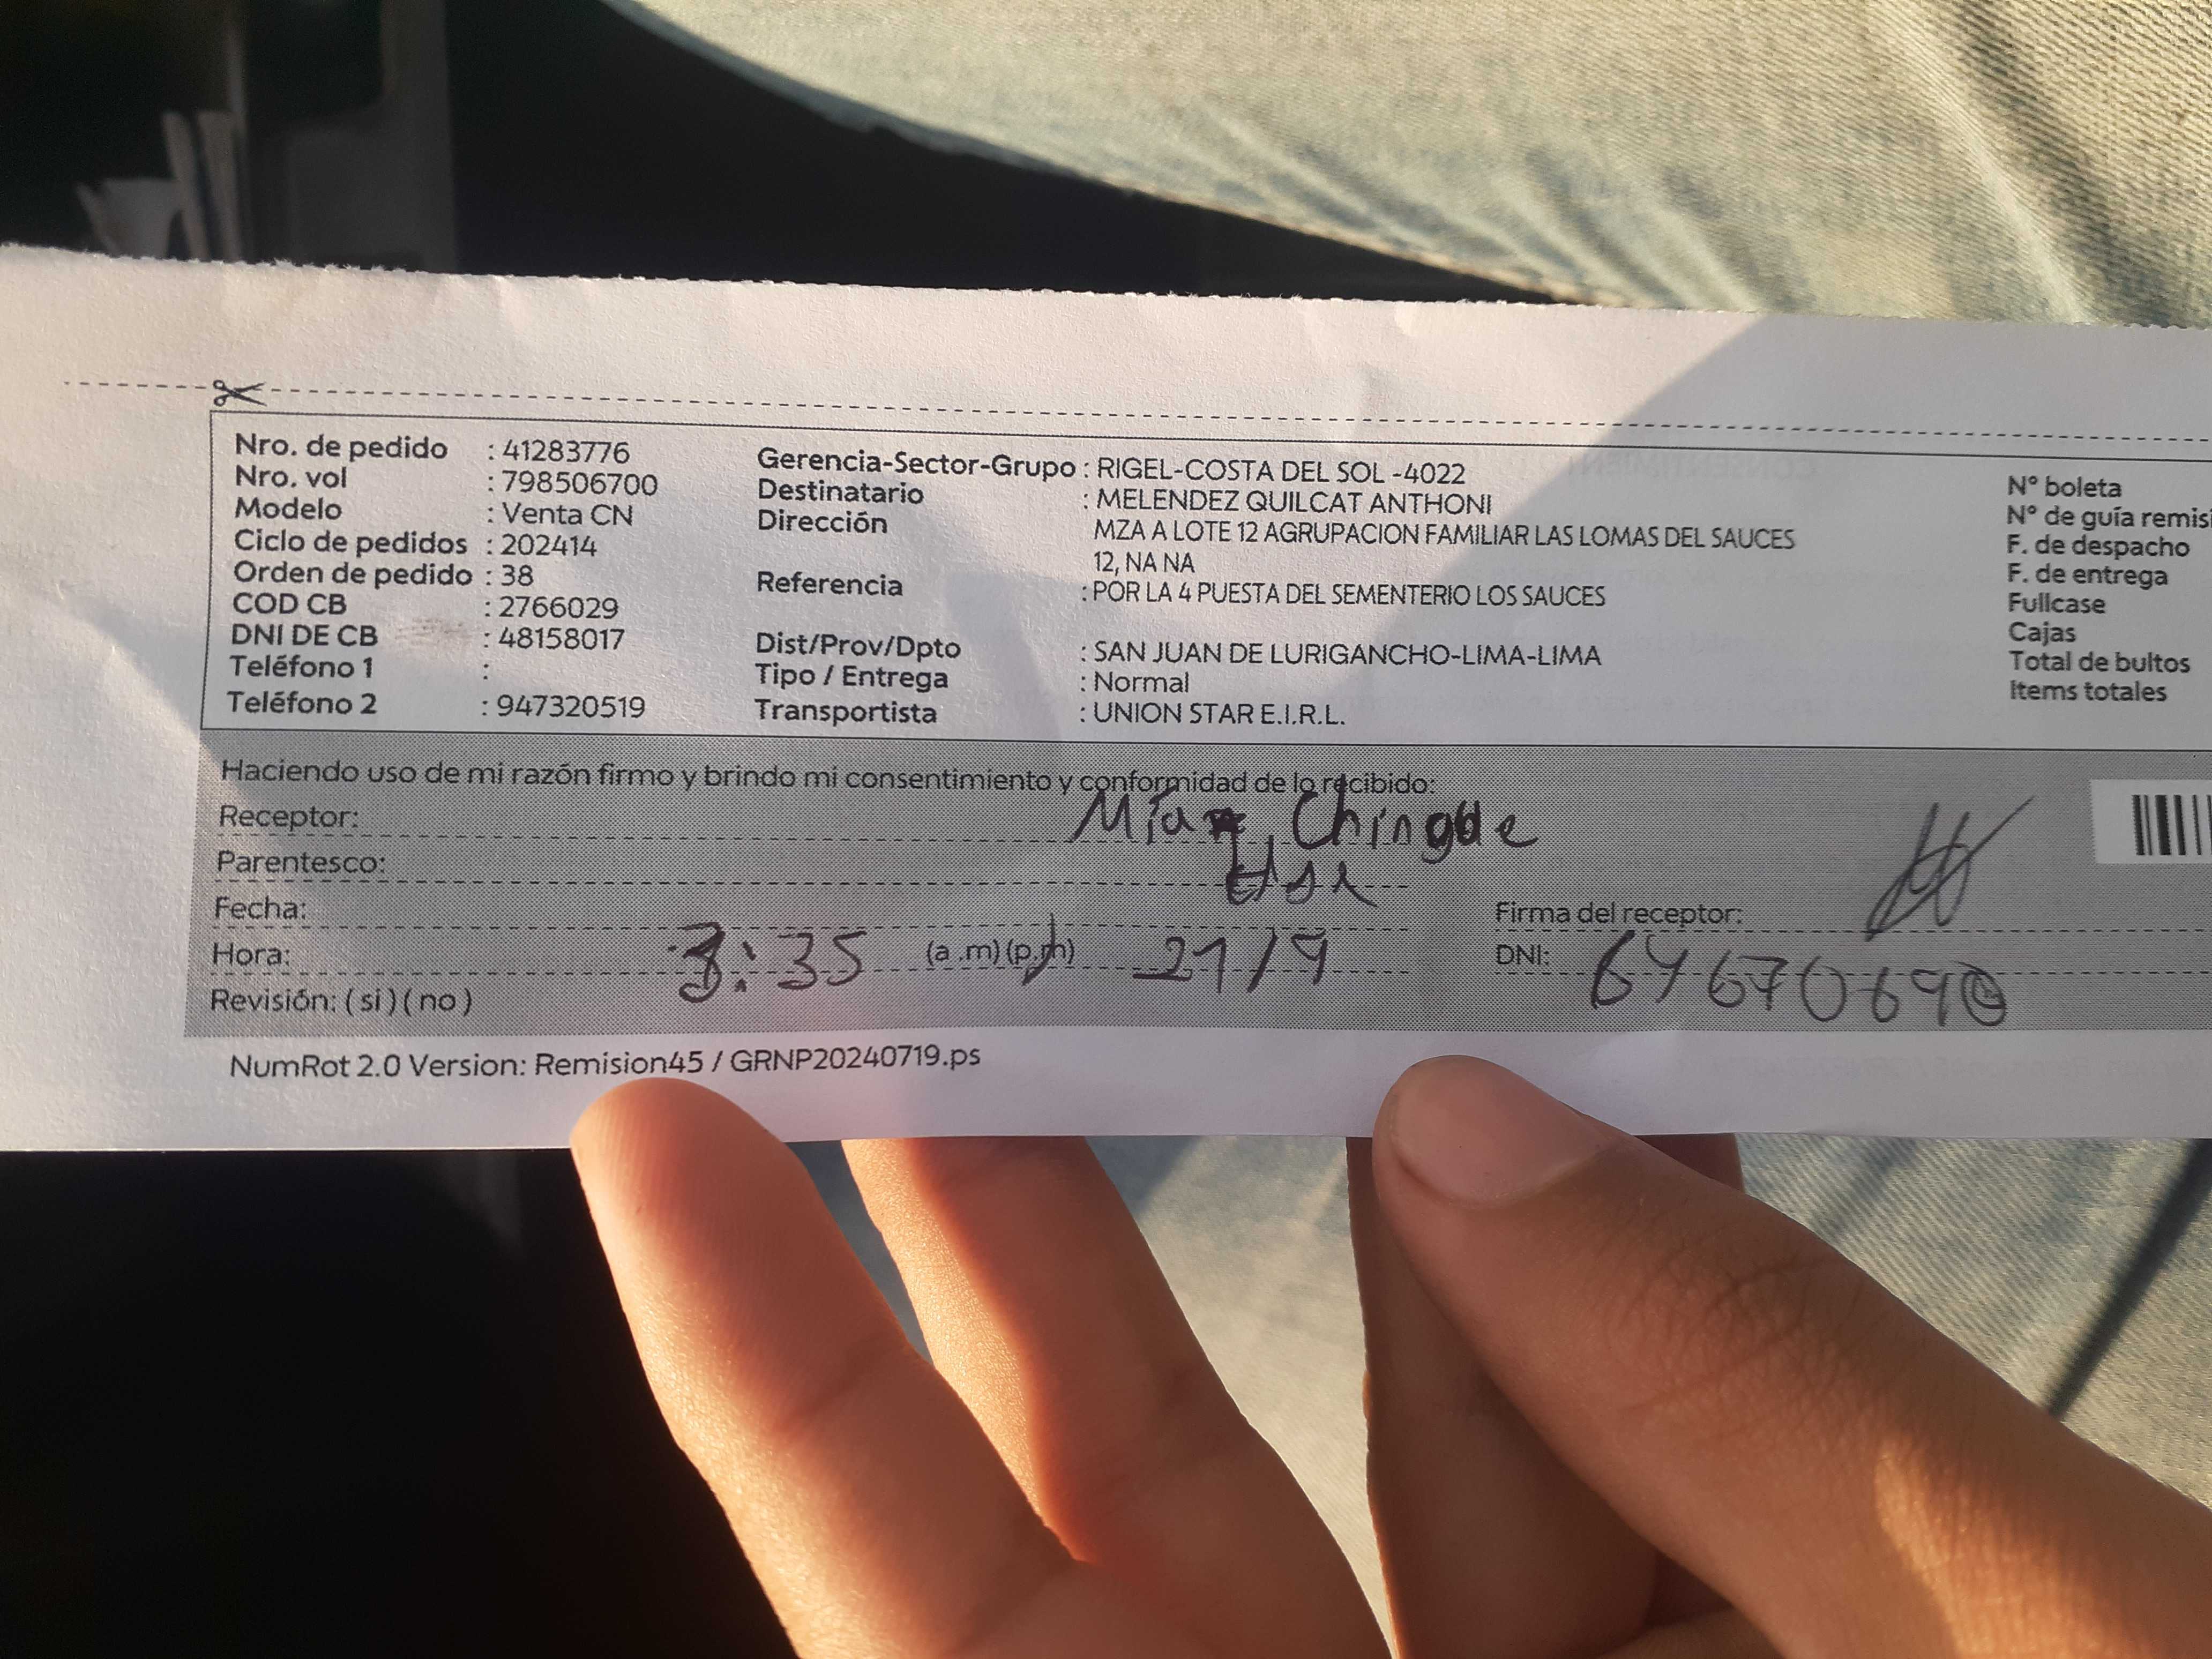 Nro. de pedido : 41283776
Nro. vol : 798506700
Modelo : Venta CN
Ciclo de pedidos : 202414
Orden de pedido : 38
COD CB : 2766029
DNI DE CB : 48158017
Teléfono 1 :
Teléfono 2 : 947320519
Gerencia-Sector-Grupo : RIGEL-COSTA DEL SOL -4022
Destinatario : MELENDEZ QUILCAT ANTHONI
Dirección MZA A LOTE 12 AGRUPACION FAMILIAR LAS LOMAS DEL SAUCES
12, NA NA
Referencia : POR LA 4 PUESTA DEL SEMENTERIO LOS SAUCES
Dist/Prov/Dpto : SAN JUAN DE LURIGANCHO-LIMA-LIMA
Tipo / Entrega : Normal
Transportista : UNION STAR E.I.R.L.
N° boleta
N° de guía remisi
F. de despacho
F. de entrega
Fullcase
Cajas
Total de bultos
Items totales
Haciendo uso de mi razón firmo y brindo mi consentimiento y conformidad de lo recibido:
Receptor:
Parentesco:
Fecha:
Hora: 3:35 (a .m) (p.m) 21/9
Revisión: ( si ) ( no )
Firma del receptor:
DNI:
NumRot 2.0 Version: Remision45 / GRNP20240719.ps